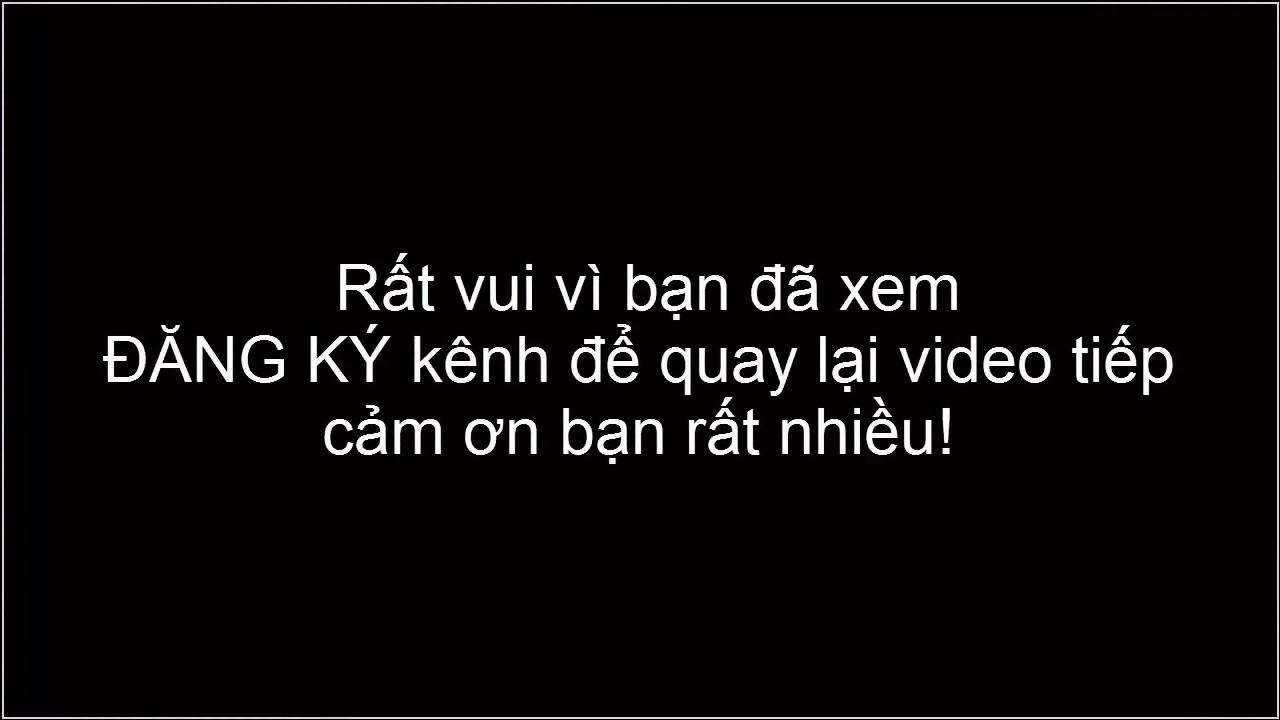 Rất vui vì bạn đã xem
ĐĂNG KÝ kênh để quay lại video tiếp
cảm ơn bạn rất nhiều!